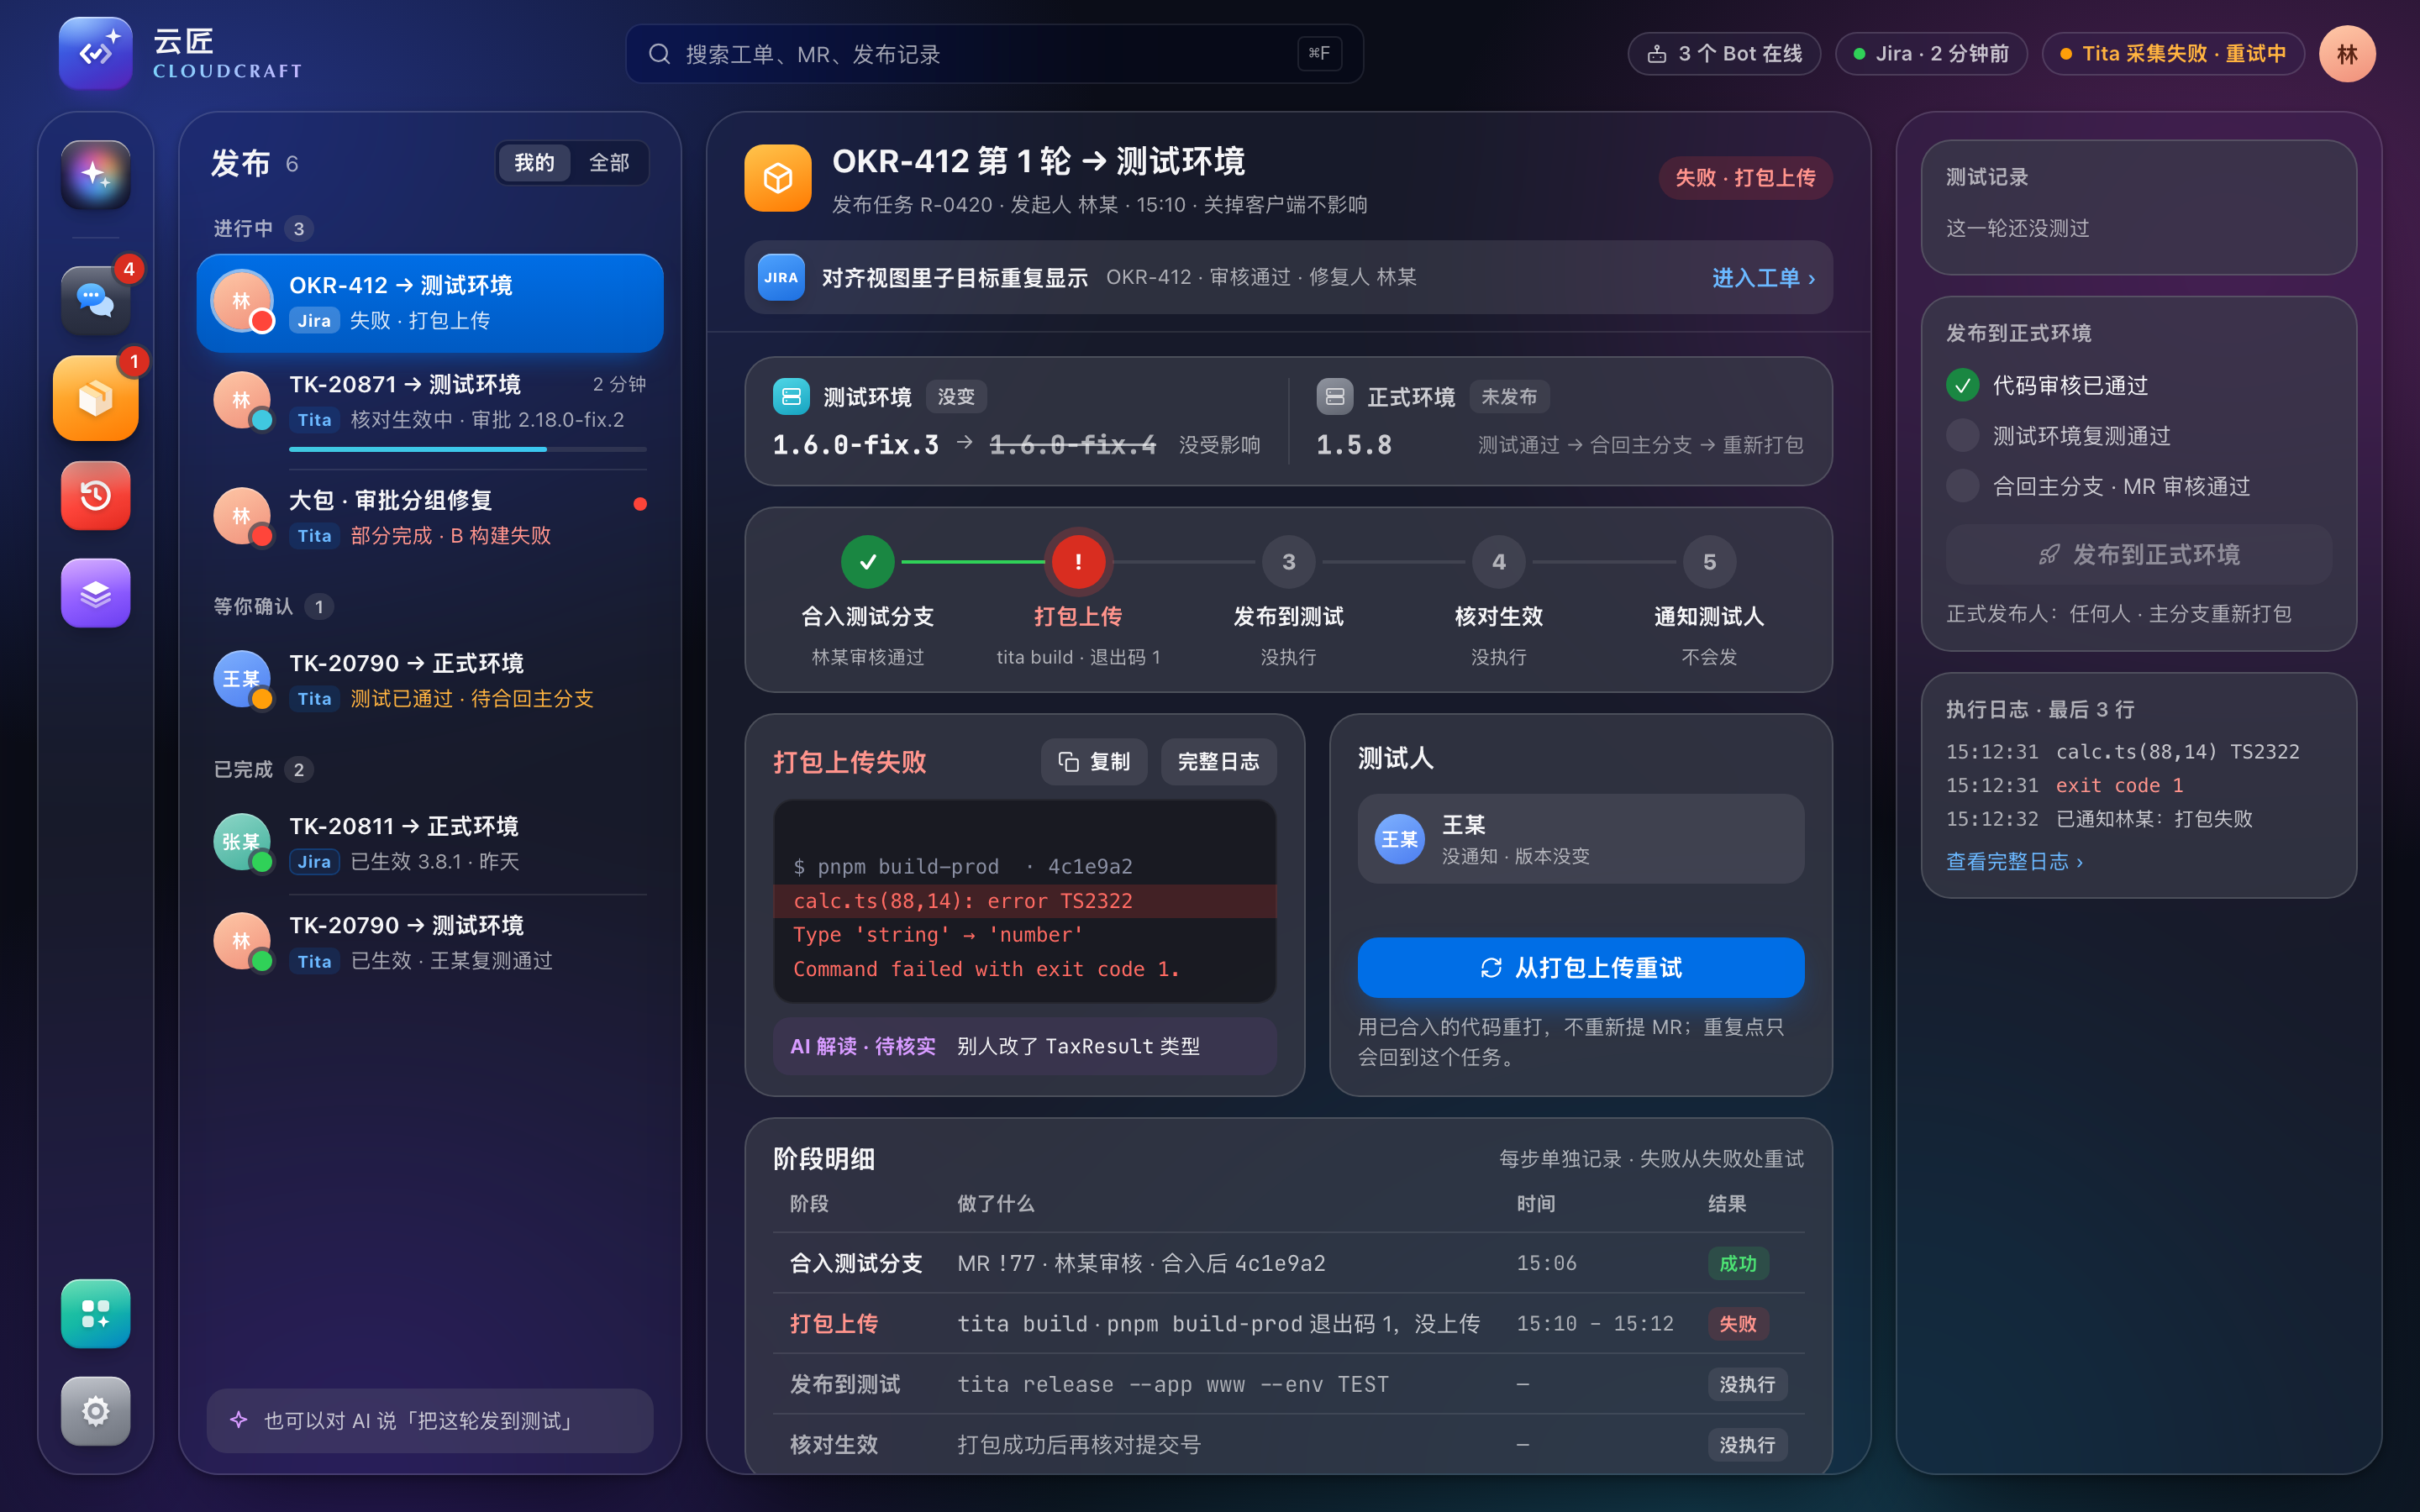 云匠
CLOUDCRAFT
搜索工单、MR、发布记录
⌘F
3 个 Bot 在线
Jira · 2 分钟前
Tita 采集失败 · 重试中
林
4
1
发布 6
我的
全部
进行中 3
林
OKR-412 → 测试环境
Jira 失败 · 打包上传
林
TK-20871 → 测试环境
2 分钟
Tita 核对生效中 · 审批 2.18.0-fix.2
林
大包 · 审批分组修复
Tita 部分完成 · B 构建失败
等你确认 1
王某
TK-20790 → 正式环境
Tita 测试已通过 · 待合回主分支
已完成 2
张某
TK-20811 → 正式环境
Jira 已生效 3.8.1 · 昨天
林
TK-20790 → 测试环境
Tita 已生效 · 王某复测通过
也可以对 AI 说「把这轮发到测试」
OKR-412 第 1 轮 → 测试环境
发布任务 R-0420 · 发起人 林某 · 15:10 · 关掉客户端不影响
失败 · 打包上传
JIRA
对齐视图里子目标重复显示 OKR-412 · 审核通过 · 修复人 林某
进入工单 ›
测试环境 没变
1.6.0-fix.3 → 1.6.0-fix.4 没受影响
正式环境 未发布
1.5.8 测试通过 → 合回主分支 → 重新打包
! 3 4 5
合入测试分支 打包上传 发布到测试 核对生效 通知测试人
林某审核通过 tita build · 退出码 1 没执行 没执行 不会发
打包上传失败
复制
完整日志
$ pnpm build-prod · 4c1e9a2
calc.ts(88,14): error TS2322
Type 'string' → 'number'
Command failed with exit code 1.
AI 解读 · 待核实 别人改了 TaxResult 类型
测试人
王某
王某
没通知 · 版本没变
从打包上传重试
用已合入的代码重打，不重新提 MR；重复点只
会回到这个任务。
阶段明细
每步单独记录 · 失败从失败处重试
阶段 做了什么 时间 结果
合入测试分支 MR !77 · 林某审核 · 合入后 4c1e9a2 15:06 成功
打包上传 tita build · pnpm build-prod 退出码 1，没上传 15:10 – 15:12 失败
发布到测试 tita release --app www --env TEST — 没执行
核对生效 打包成功后再核对提交号 — 没执行
测试记录
这一轮还没测过
发布到正式环境
代码审核已通过
测试环境复测通过
合回主分支 · MR 审核通过
发布到正式环境
正式发布人：任何人 · 主分支重新打包
执行日志 · 最后 3 行
15:12:31 calc.ts(88,14) TS2322
15:12:31 exit code 1
15:12:32 已通知林某：打包失败
查看完整日志 ›